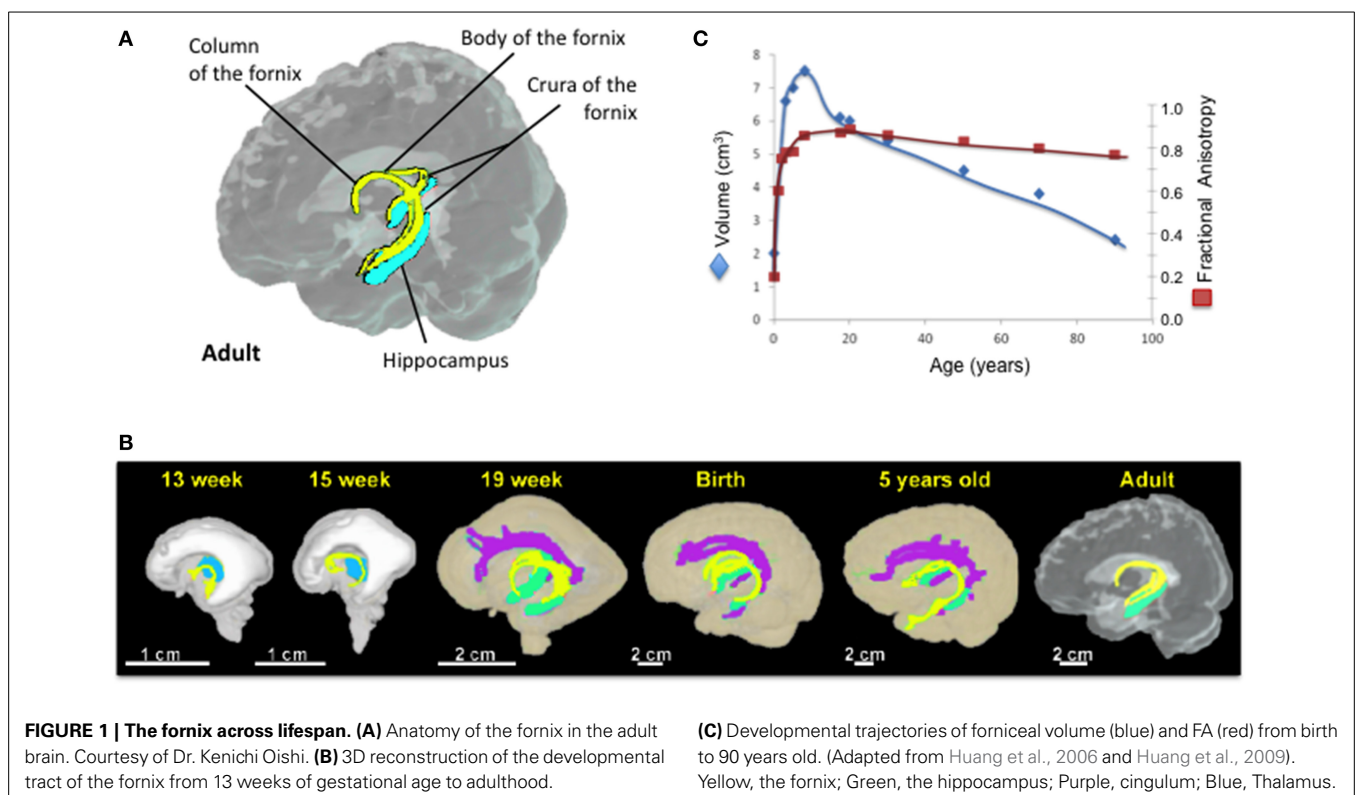 A
Column
of the fornix
Body of the fornix
Crura of the
fornix
Adult
Hippocampus
C
8
7
6
5
4
3
2
1
0
Volume (cm³)
0 20 40 60 80 100
Age (years)
1.0
0.8
0.6
0.4
0.2
0.0
Fractional Anisotropy
B
13 week 15 week 19 week Birth 5 years old Adult
1 cm 1 cm 2 cm 2 cm 2 cm 2 cm
FIGURE 1 | The fornix across lifespan. (A) Anatomy of the fornix in the adult
brain. Courtesy of Dr. Kenichi Oishi. (B) 3D reconstruction of the developmental
tract of the fornix from 13 weeks of gestational age to adulthood.
(C) Developmental trajectories of forniceal volume (blue) and FA (red) from birth
to 90 years old. (Adapted from Huang et al., 2006 and Huang et al., 2009).
Yellow, the fornix; Green, the hippocampus; Purple, cingulum; Blue, Thalamus.